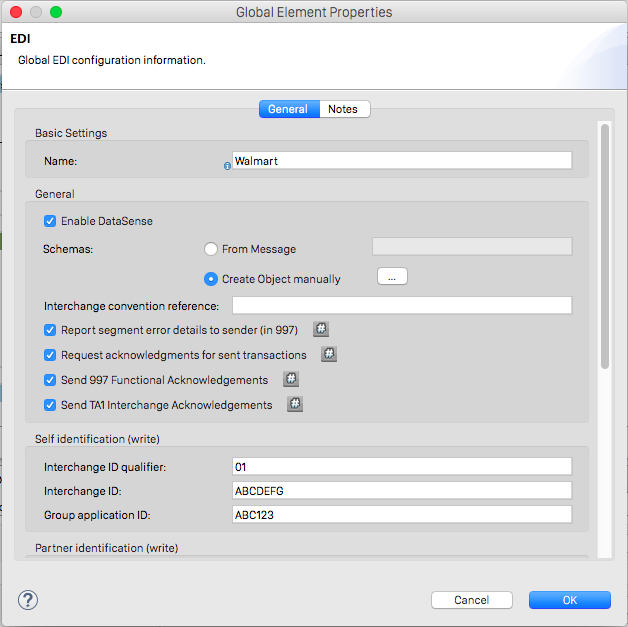 Global Element Properties
EDI
Global EDI configuration information.
General Notes
Basic Settings
Name: Walmart
General
Enable DataSense
Schemas: From Message
Create Object manually ...
Interchange convention reference:
Report segment error details to sender (in 997) #
Request acknowledgments for sent transactions #
Send 997 Functional Acknowledgements #
Send TA1 Interchange Acknowledgements #
Self identification (write)
Interchange ID qualifier: 01
Interchange ID: ABCDEFG
Group application ID: ABC123
Partner identification (write)
? Cancel OK